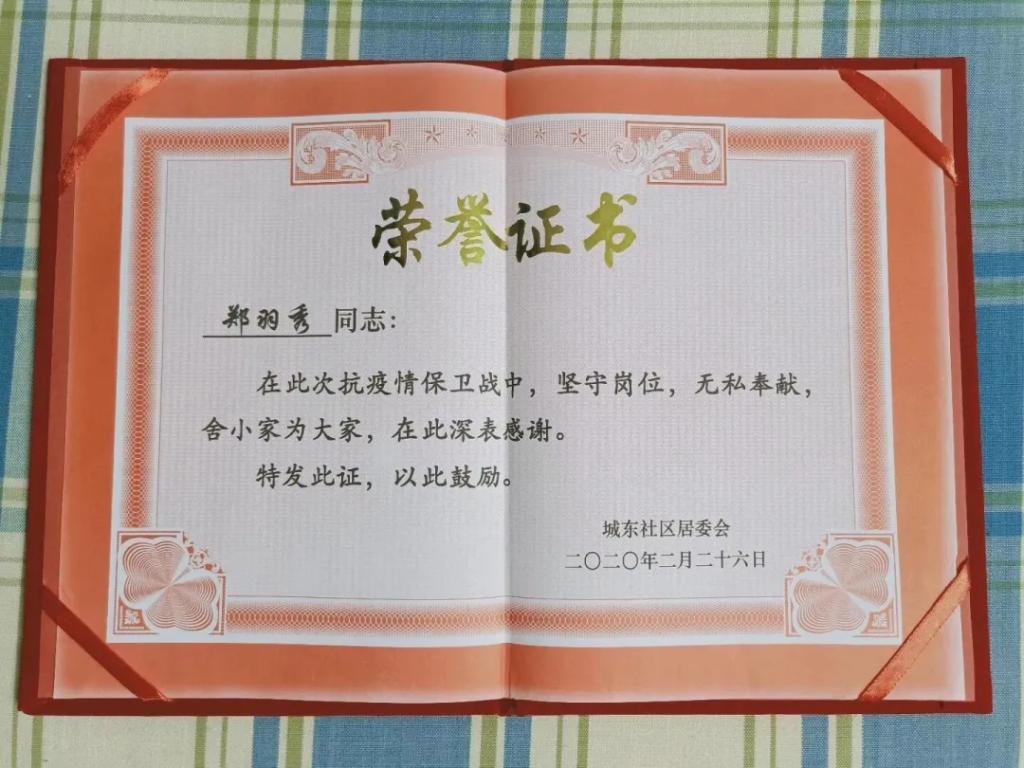 荣誉证书
郑羽秀同志：
在此次抗疫情保卫战中，坚守岗位，无私奉献，
舍小家为大家，在此深表感谢。
特发此证，以此鼓励。
城东社区居委会
二〇二〇年二月二十六日